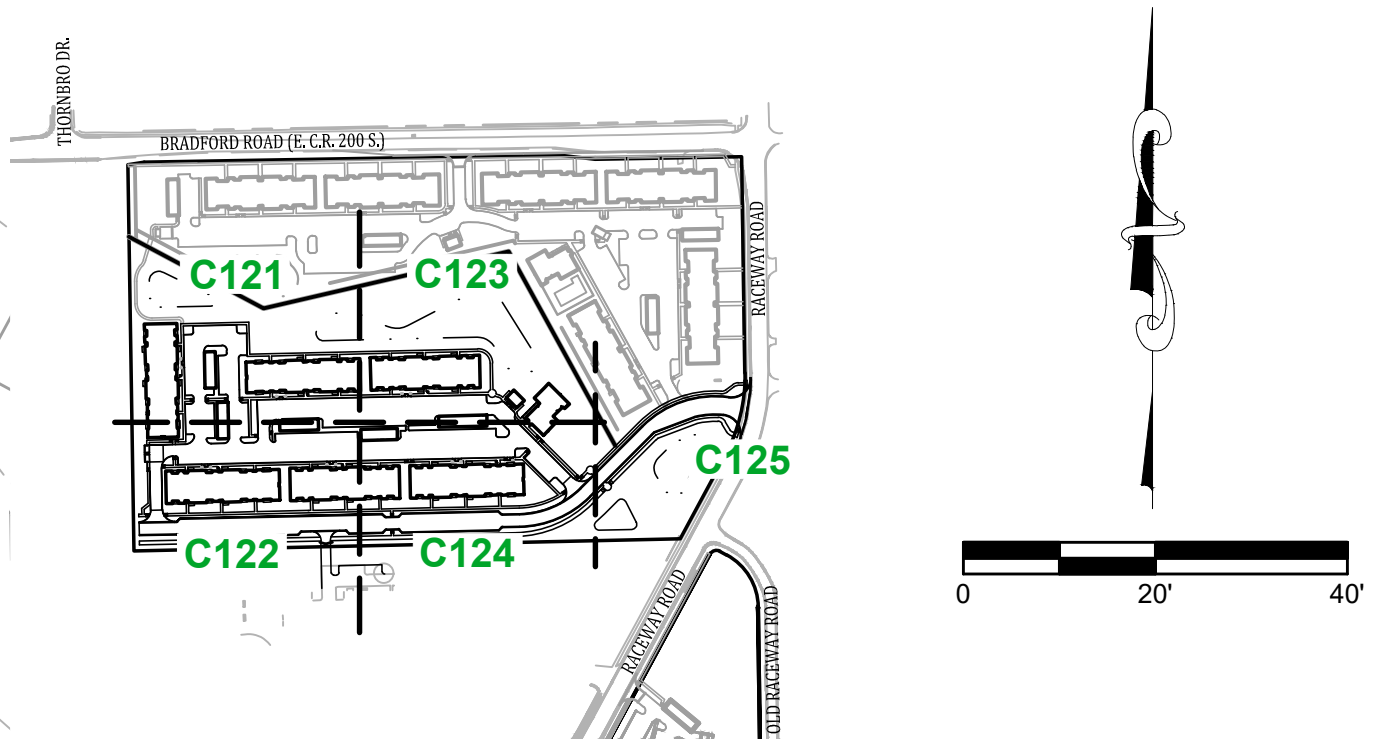 THORNBRO DR.
BRADFORD ROAD (E. C.R. 200 S.)
RACEWAY ROAD
C121
C123
C125
C122
C124
RACEWAY ROAD
OLD RACEWAY ROAD
0 20' 40'